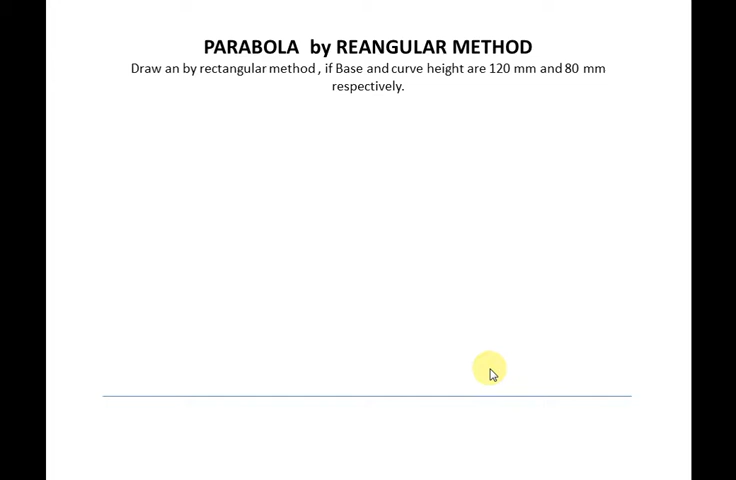 PARABOLA by REANGULAR METHOD
Draw an by rectangular method , if Base and curve height are 120 mm and 80 mm
respectively.